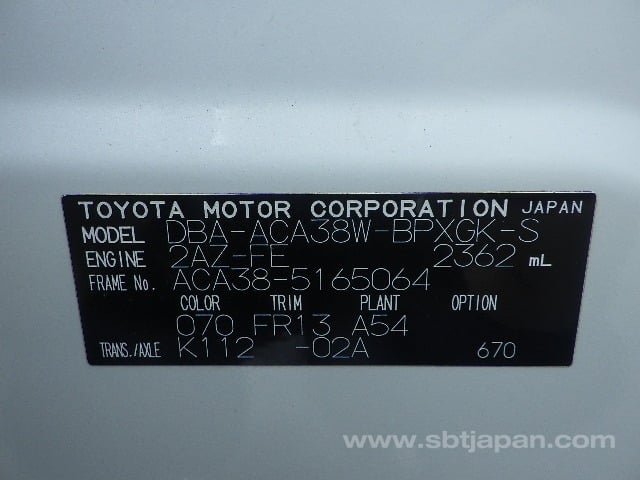 TOYOTA MOTOR CORPORATION JAPAN
MODEL DBA-ACA38W-BPXGK-S
ENGINE 2AZ-FE 2362 mL
FRAME No. ACA38-5165064
COLOR TRIM PLANT OPTION
070 FR13 A54
TRANS./AXLE K112 -02A 670
www.sbtjapan.com